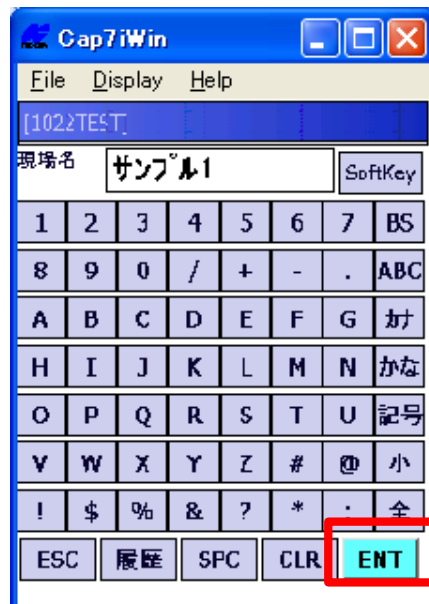 Cap7iWin
File Display Help
[1022TEST]
現場名 サンプル1 SoftKey
1 2 3 4 5 6 7 BS
8 9 0 / + - . ABC
A B C D E F G カナ
H I J K L M N かな
O P Q R S T U 記号
V W X Y Z # @ 小
! $ % & ? * : 全
ESC 履歴 SPC CLR ENT